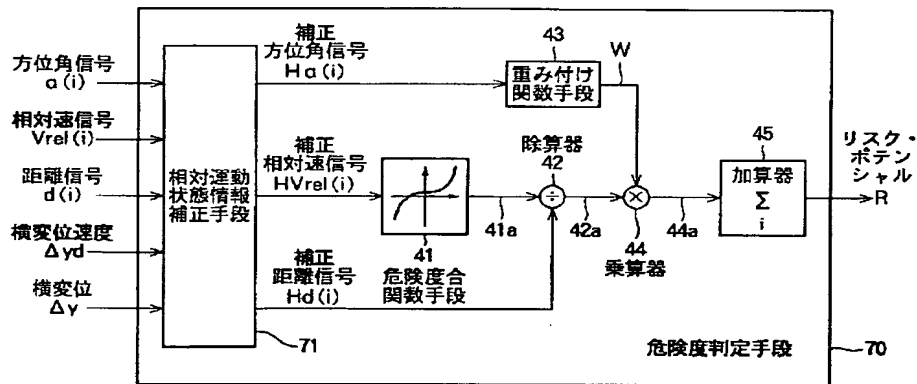 方位角信号
a(i)
相対速信号
Vrel(i)
距離信号
d(i)
横変位速度
Δyd
横変位
Δy
相対運動
状態情報
補正手段
71
補正
方位角信号
Ha(i)
補正
相対速信号
HVrel(i)
補正
距離信号
Hd(i)
41
危険度合
関数手段
41a
43
重み付け
関数手段
W
除算器
42
÷
42a
×
44
乗算器
44a
45
加算器
Σ
i
リスク・
ポテン
シャル
R
危険度判定手段
70